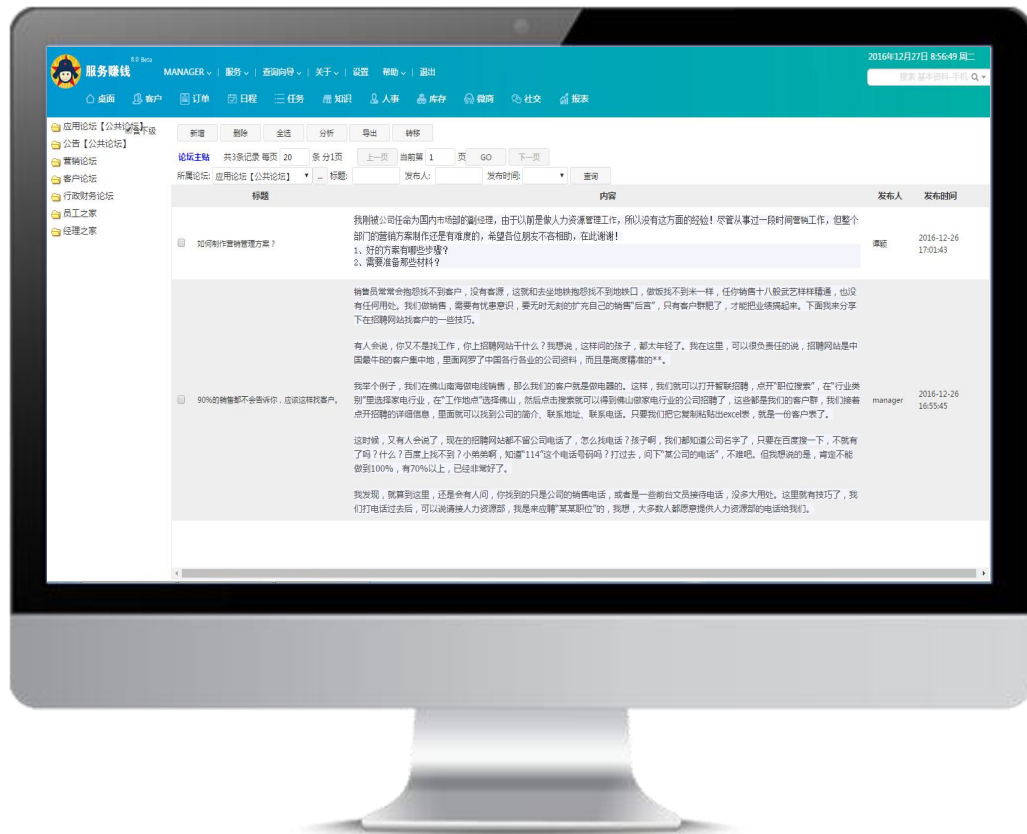 8.0 Beta
服务赚钱
MANAGER | 服务 | 查询向导 | 关于 | 设置 帮助 | 退出
2016年12月27日 8:56:49 周二
搜索 基本资料-手机
桌面 客户 订单 日程 任务 知识 人事 库存 微商 社交 报表
应用论坛【公共论坛】
含下级
公告【公共论坛】
营销论坛
客户论坛
行政财务论坛
员工之家
经理之家
新增 删除 全选 分析 导出 转移
论坛主贴 共3条记录 每页 20 条 分1页 上一页 当前第 1 页 GO 下一页
所属论坛: 应用论坛【公共论坛】 ... 标题: 发布人: 发布时间: 查询
标题 内容 发布人 发布时间
如何制作营销管理方案？
我刚被公司任命为国内市场部的副经理，由于以前是做人力资源管理工作，所以没有这方面的经验！尽管从事过一段时间营销工作，但整个
部门的营销方案制作还是有难度的，希望各位朋友不吝相助，在此谢谢！
1、好的方案有哪些步骤？
2、需要准备那些材料？
谭颖
2016-12-26
17:01:43
90%的销售都不会告诉你，应该这样找客户。
销售员常常会抱怨找不到客户，没有客源，这就和去坐地铁抱怨找不到地铁口，做饭找不到米一样，任你销售十八般武艺样样精通，也没
有任何用处。我们做销售，需要有忧患意识，要无时无刻的扩充自己的销售"后宫"，只有客户群肥了，才能把业绩搞起来。下面我来分享
下在招聘网站找客户的一些技巧。
有人会说，你又不是找工作，你上招聘网站干什么？我想说，这样问的孩子，都太年轻了。我在这里，可以很负责任的说，招聘网站是中
国最牛B的客户集中地，里面网罗了中国各行各业的公司资料，而且是高度精准的**。
我举个例子，我们在佛山南海做电线销售，那么我们的客户就是做电器的。这样，我们就可以打开智联招聘，点开"职位搜索"，在"行业类
别"里选择家电行业，在"工作地点"选择佛山，然后点击搜索就可以得到佛山做家电行业的公司招聘了，这些都是我们的客户群，我们接着
点开招聘的详细信息，里面就可以找到公司的简介、联系地址、联系电话。只要我们把它复制粘贴出excel表，就是一份客户表了。
这时候，又有人会说了，现在的招聘网站都不留公司电话了，怎么找电话？孩子啊，我们都知道公司名字了，只要在百度搜一下，不就有
了吗？什么？百度上找不到？小弟弟啊，知道"114"这个电话号码吗？打过去，问下"某公司的电话"，不难吧。但我想说的是，肯定不能
做到100%，有70%以上，已经非常好了。
我发现，就算到这里，还是会有人问，你找到的只是公司的销售电话，或者是一些前台文员接待电话，没多大用处。这里就有技巧了，我
们打电话过去后，可以说请接人力资源部，我是来应聘"某某职位"的，我想，大多数人都愿意提供人力资源部的电话给我们。
manager
2016-12-26
16:55:45